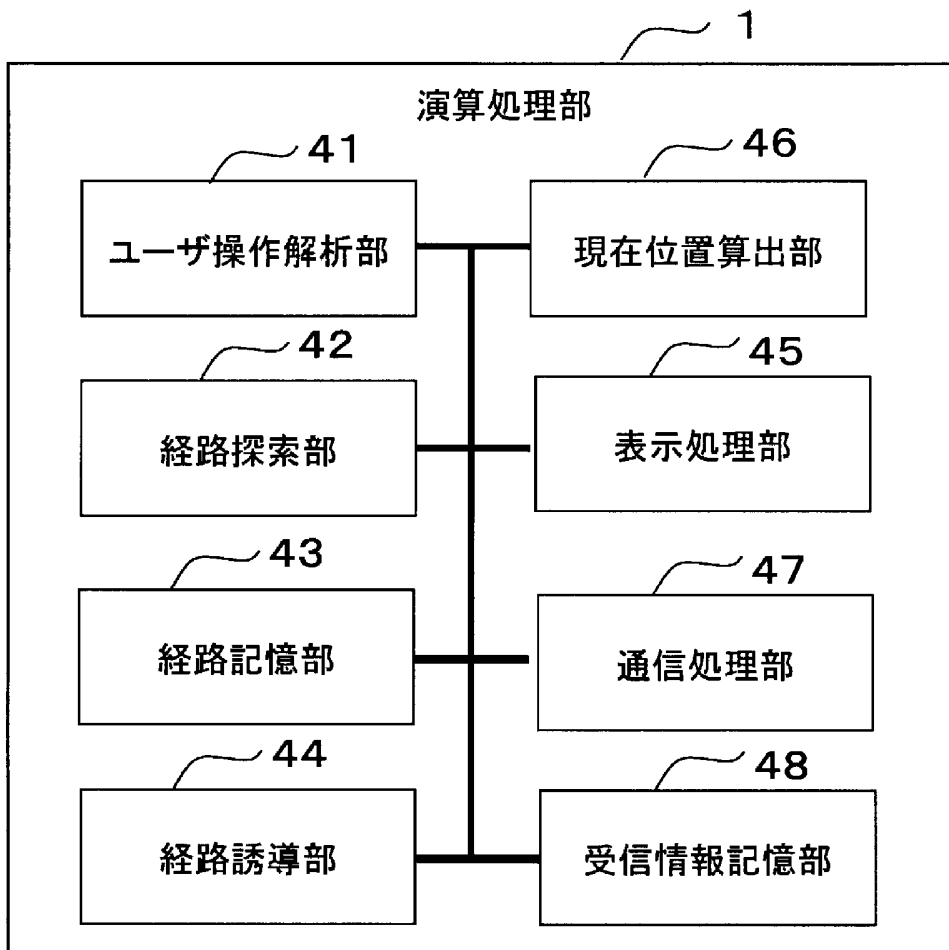 1
演算処理部
41
ユーザ操作解析部
46
現在位置算出部
42
経路探索部
45
表示処理部
43
経路記憶部
47
通信処理部
44
経路誘導部
48
受信情報記憶部